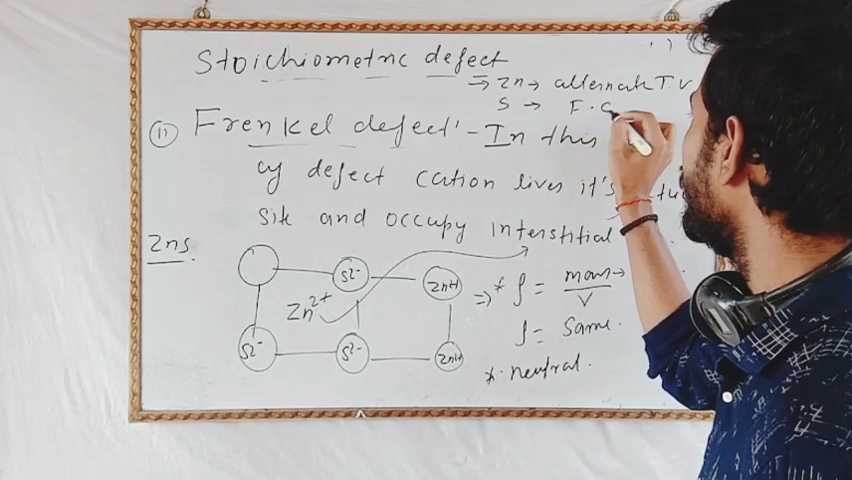 Stoichiometric defect
⇒ Zn → alternate T.V
S → F.C
(1) Frenkel defect' - In this
of defect cation lives it's
site and occupy interstitial
Zns.
S2- Zn2+
Zn2+
S2- S2- Zn2+
⇒ * ρ = mass →
V
ρ = Same.
* neutral.